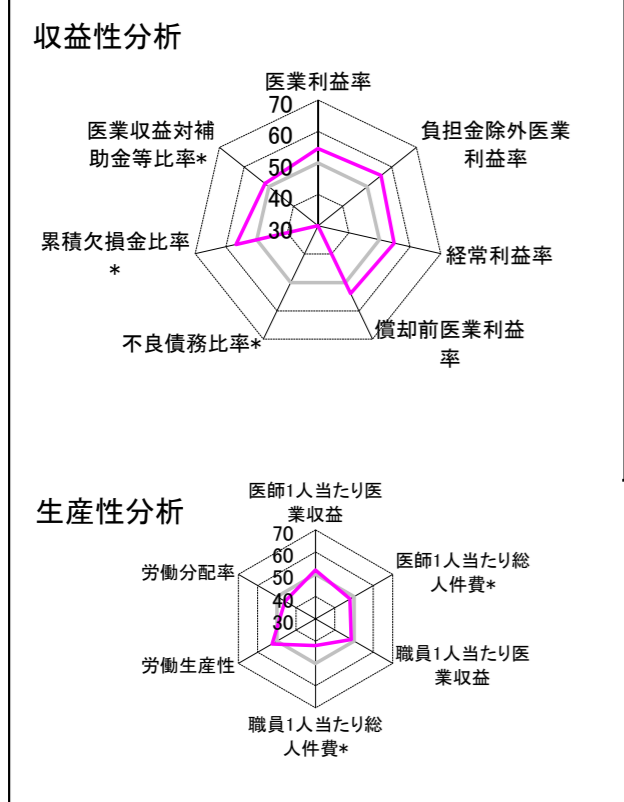 収益性分析
医業利益率
70
60
50
40
30
負担金除外医業
利益率
経常利益率
償却前医業利益
率
不良債務比率*
累積欠損金比率
*
医業収益対補
助金等比率*
生産性分析
医師1人当たり医
業収益
70
60
50
40
30
医師1人当たり総
人件費*
職員1人当たり医
業収益
職員1人当たり総
人件費*
労働生産性
労働分配率